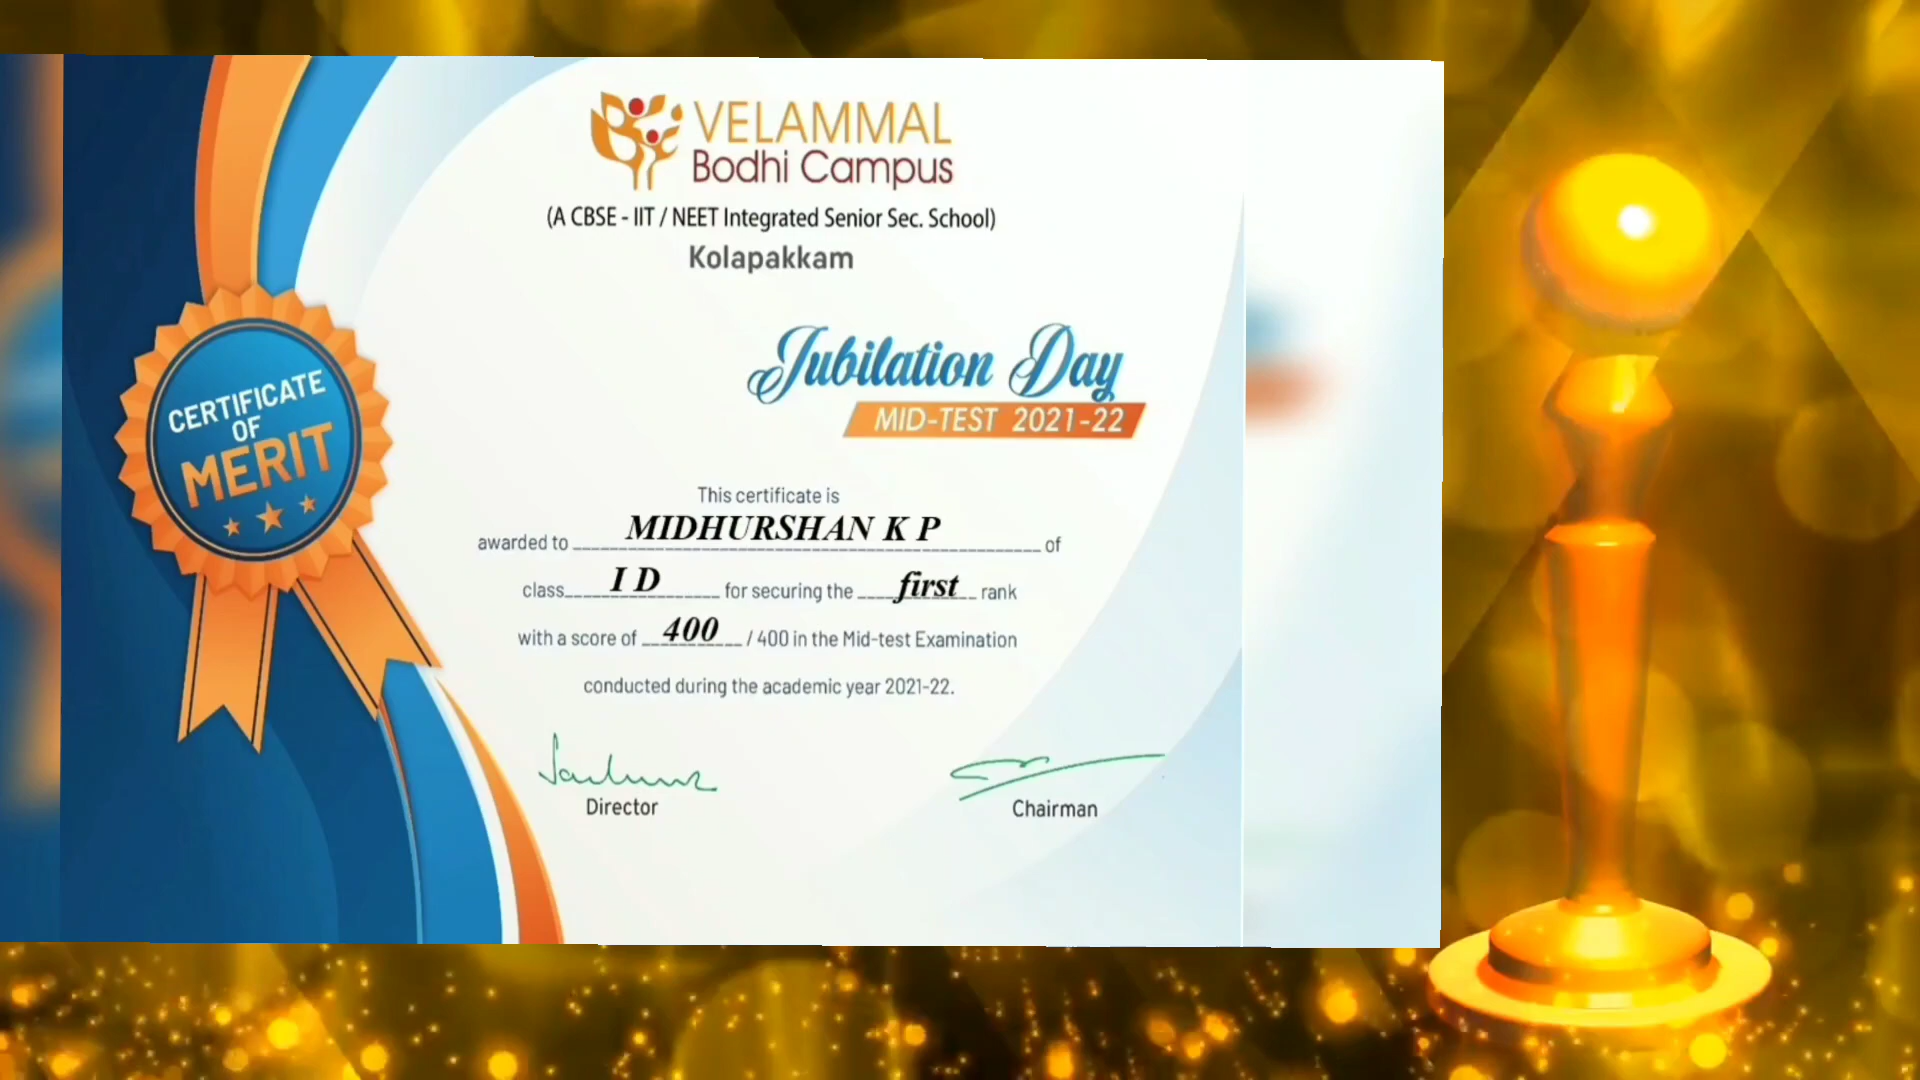 VELAMMAL
Bodhi Campus
(A CBSE - IIT / NEET Integrated Senior Sec. School)
Kolapakkam
Jubilation Day
MID-TEST 2021-22
CERTIFICATE
OF
MERIT
This certificate is
awarded to MIDHURSHAN K P of
class I D for securing the first rank
with a score of 400 / 400 in the Mid-test Examination
conducted during the academic year 2021-22.
Director
Chairman